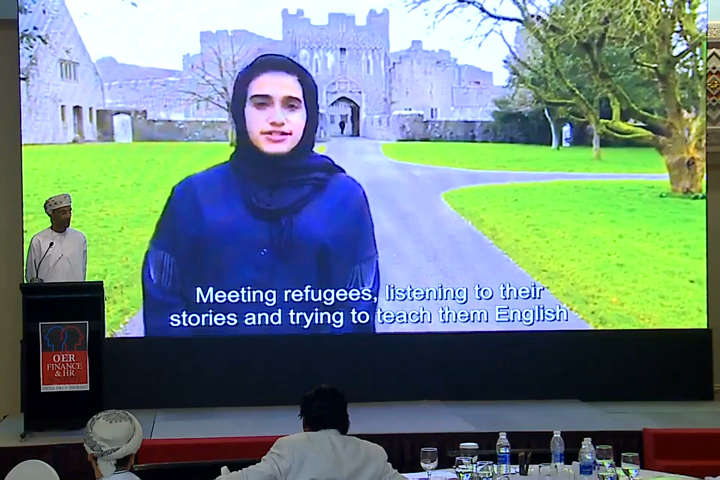 Meeting refugees, listening to their
stories and trying to teach them English
OER
FINANCE
& HR